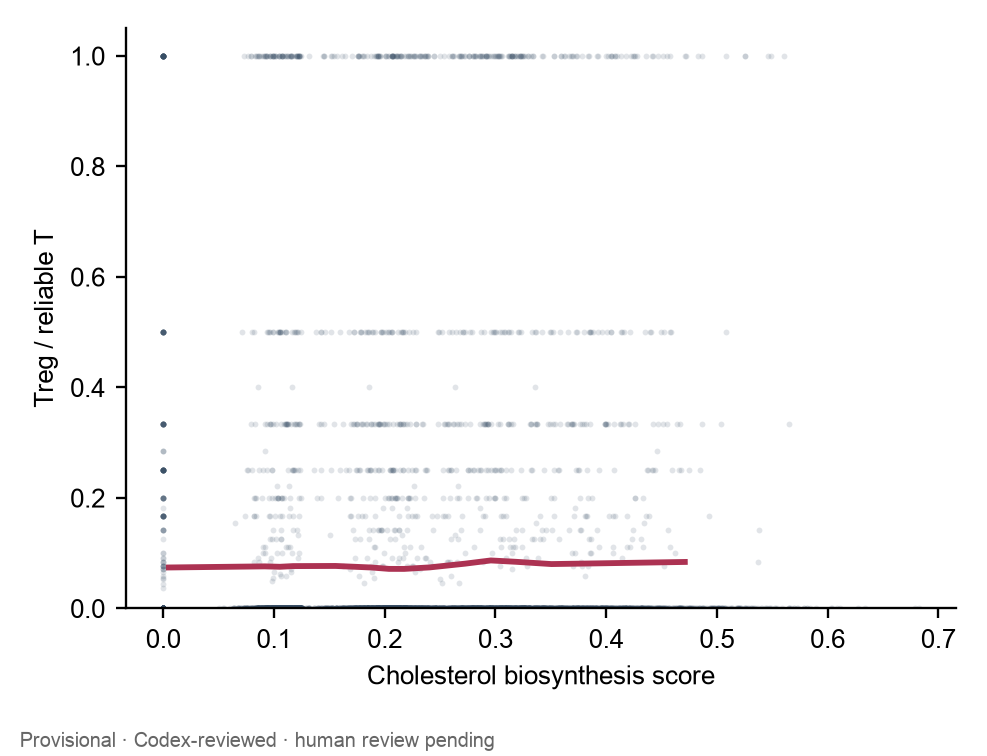 1.0
0.8
0.6
0.4
0.2
0.0
Treg / reliable T
0.0 0.1 0.2 0.3 0.4 0.5 0.6 0.7
Cholesterol biosynthesis score
Provisional · Codex-reviewed · human review pending